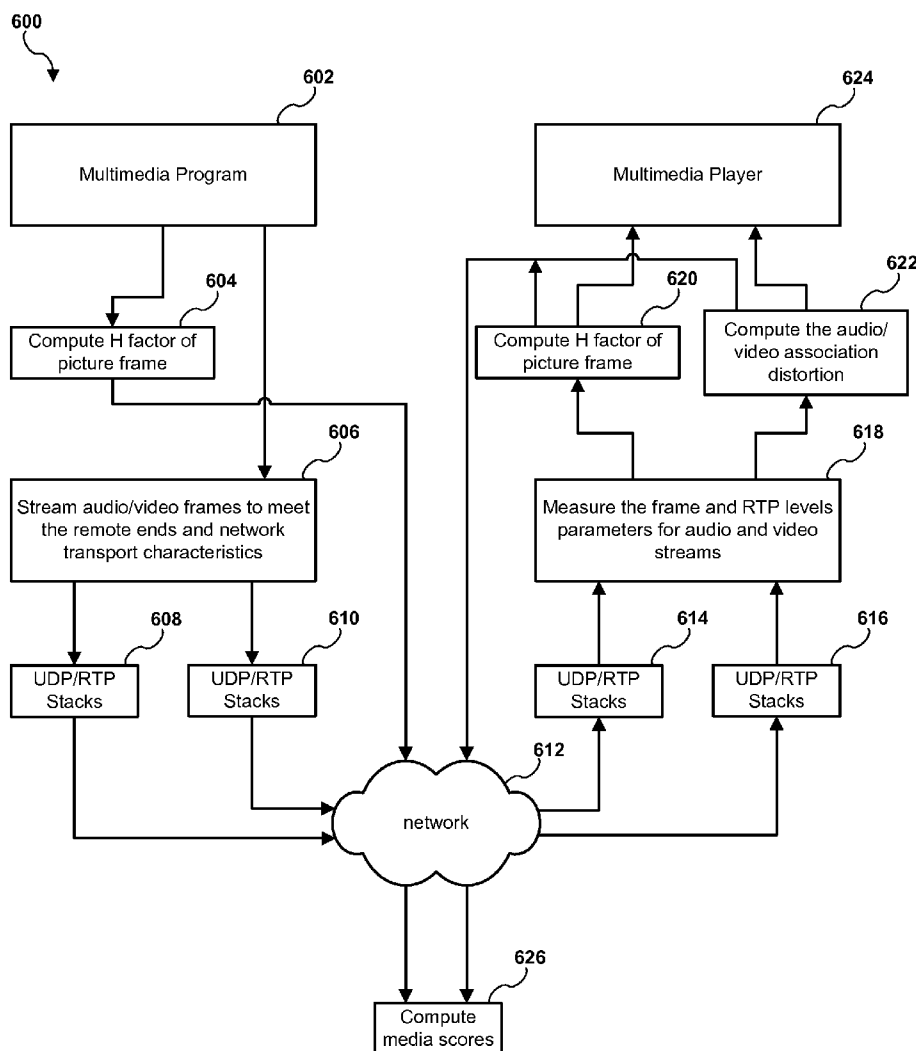 600
602
624
Multimedia Program
Multimedia Player
604
620
622
Compute H factor of
picture frame
Compute H factor of
picture frame
Compute the audio/
video association
distortion
606
618
Stream audio/video frames to meet
the remote ends and network
transport characteristics
Measure the frame and RTP levels
parameters for audio and video
streams
608
610
614
616
UDP/RTP
Stacks
UDP/RTP
Stacks
UDP/RTP
Stacks
UDP/RTP
Stacks
612
network
626
Compute
media scores